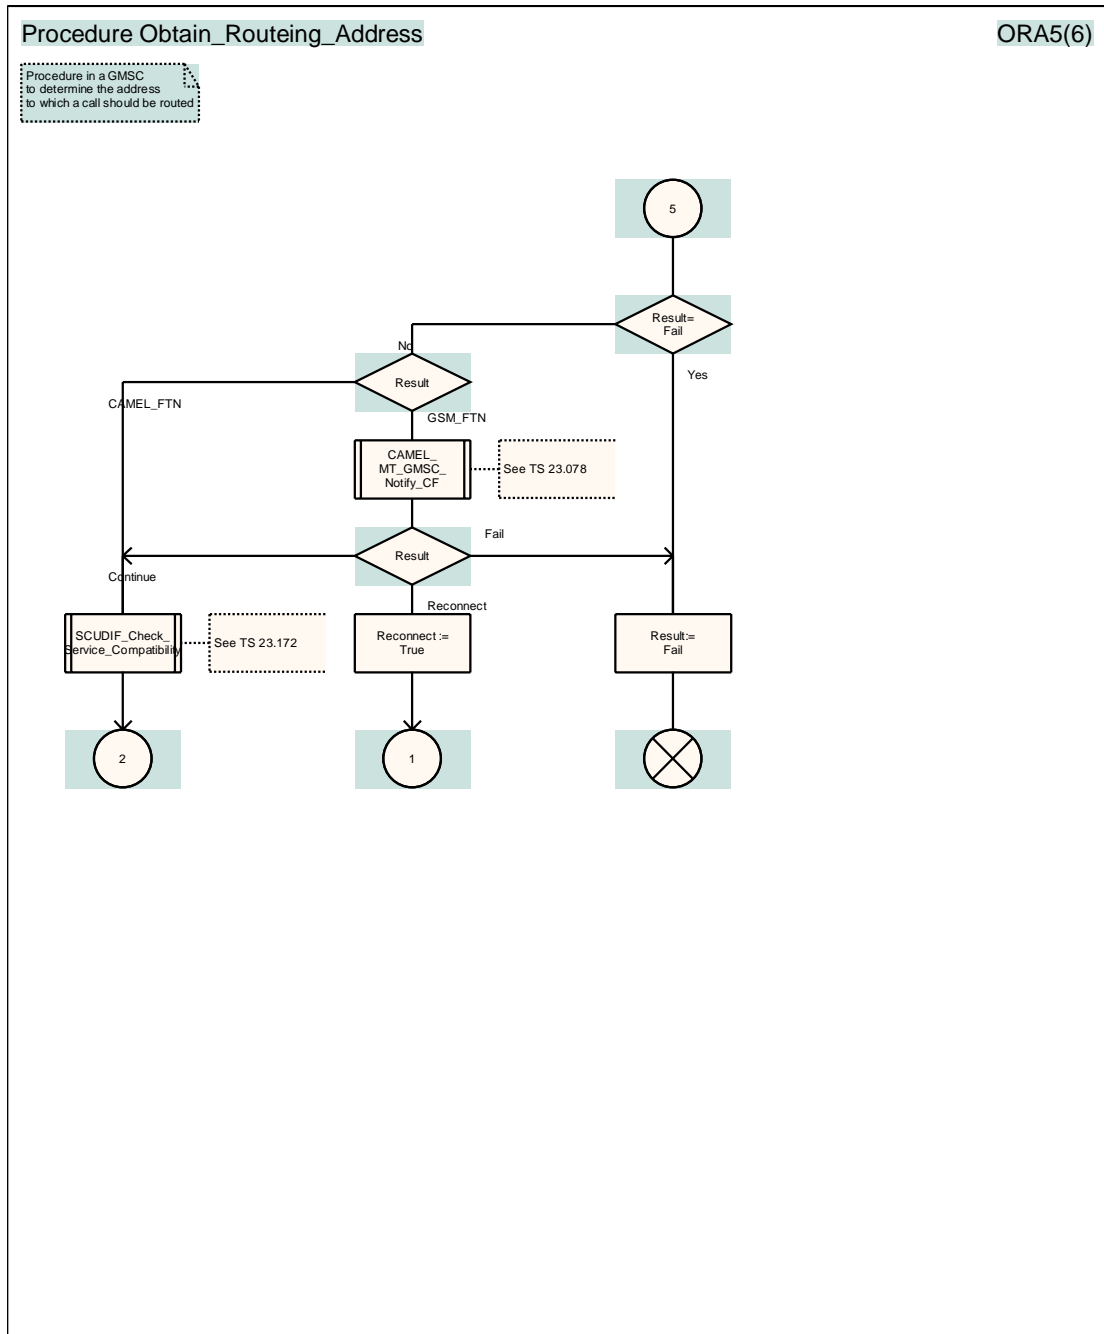 Procedure Obtain_Routeing_Address
ORA5(6)
Procedure in a GMSC
to determine the address
to which a call should be routed
5
Result=
Fail
No
Yes
Result
CAMEL_FTN
GSM_FTN
CAMEL_
MT_GMSC_
Notify_CF
See TS 23.078
Fail
Result
Continue
Reconnect
SCUDIF_Check_
Service_Compatibility
See TS 23.172
Reconnect :=
True
Result:=
Fail
2
1